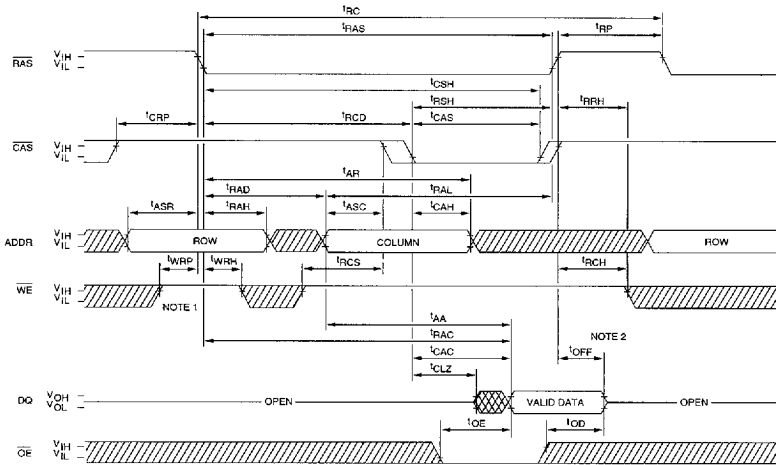 tRC
tRAS
tRP
RAS
VIH
VIL
tCSH
tRSH
tRRH
tCRP
tRCD
tCAS
CAS
VIH
VIL
tAR
tRAD
tRAL
tASR
tRAH
tASC
tCAH
ADDR
VIH
VIL
ROW
COLUMN
ROW
tWRP
tWRH
tRCS
tRCH
WE
VIH
VIL
NOTE 1
tAA
tRAC
NOTE 2
tCAC
tOFF
tCLZ
DQ
VOH
VOL
OPEN
VALID DATA
OPEN
tOE
tOD
OE
VIH
VIL